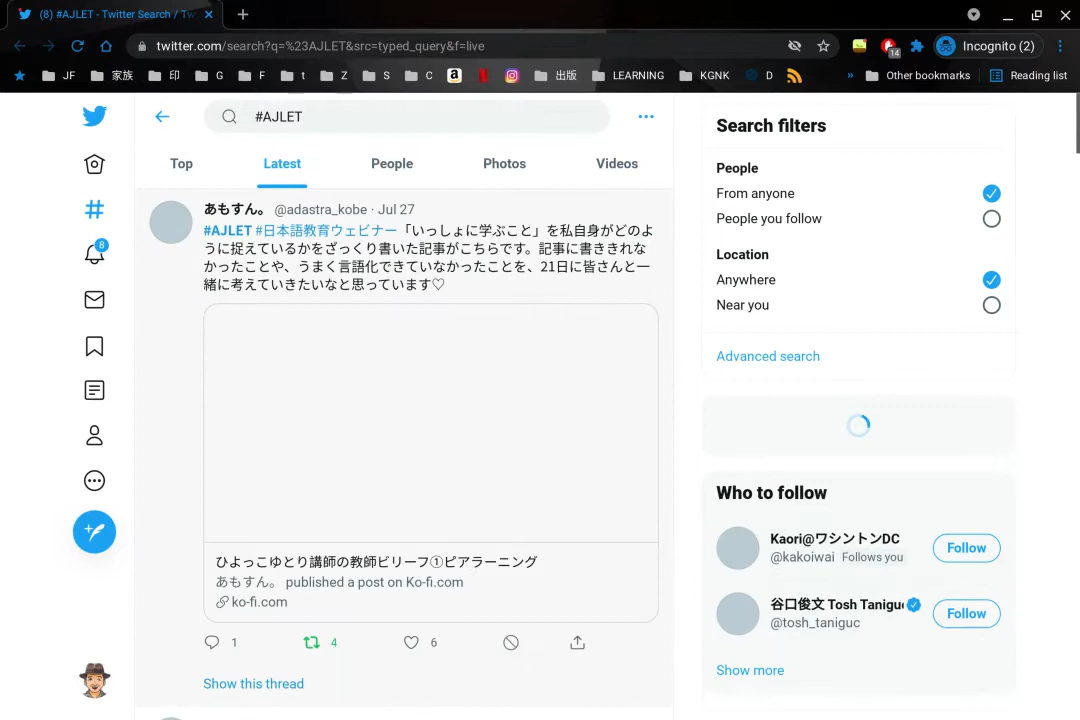 (8) #AJLET - Twitter Search / Tw
twitter.com/search?q=%23AJLET&src=typed_query&f=live
14
Incognito (2)
JF
家族
印
G
F
t
Z
S
C
a
出版
LEARNING
KGNK
D
»
Other bookmarks
Reading list
#AJLET
Top
Latest
People
Photos
Videos
8
あもすん。 @adastra_kobe · Jul 27
#AJLET #日本語教育ウェビナー「いっしょに学ぶこと」を私自身がどのよ
うに捉えているかをざっくり書いた記事がこちらです。記事に書ききれな
かったことや、うまく言語化できていなかったことを、21日に皆さんと一
緒に考えていきたいなと思っています♡
ひよっこゆとり講師の教師ビリーフ①ピアラーニング
あもすん。 published a post on Ko-fi.com
ko-fi.com
1
4
6
Show this thread
Search filters
People
From anyone
People you follow
Location
Anywhere
Near you
Advanced search
Who to follow
Kaori@ワシントンDC
@kakoiwai Follows you
Follow
谷口俊文 Tosh Tanigu
@tosh_taniguc
Follow
Show more